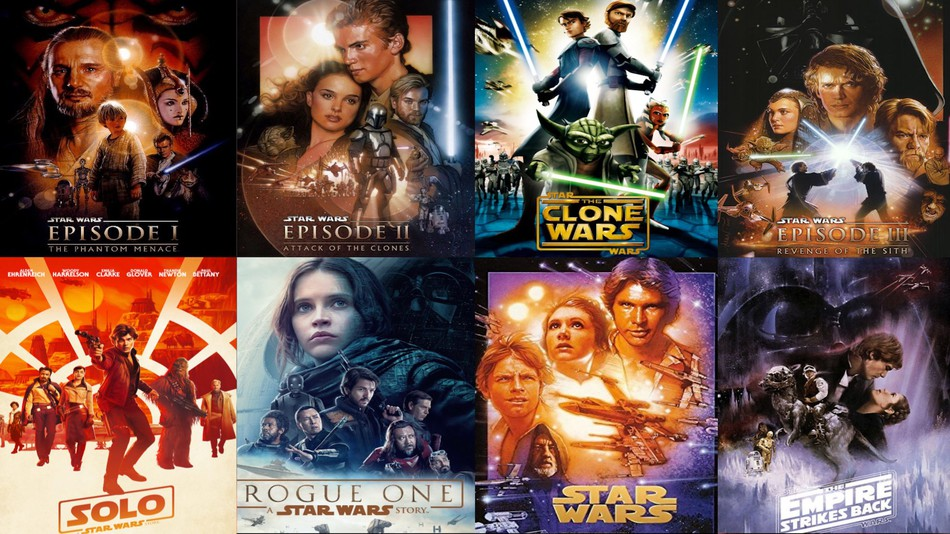 STAR WARS
EPISODE I
THE PHANTOM MENACE
STAR WARS
EPISODE II
ATTACK OF THE CLONES
STAR
THE
CLONE
WARS
WARS
STAR WARS
EPISODE III
REVENGE OF THE SITH
EHRENREICH HARRELSON CLARKE GLOVER NEWTON BETTANY
SOLO
A STAR WARS STORY
ROGUE ONE
A STAR WARS STORY.
STAR
WARS
THE
EMPIRE
STRIKES BACK
WARS